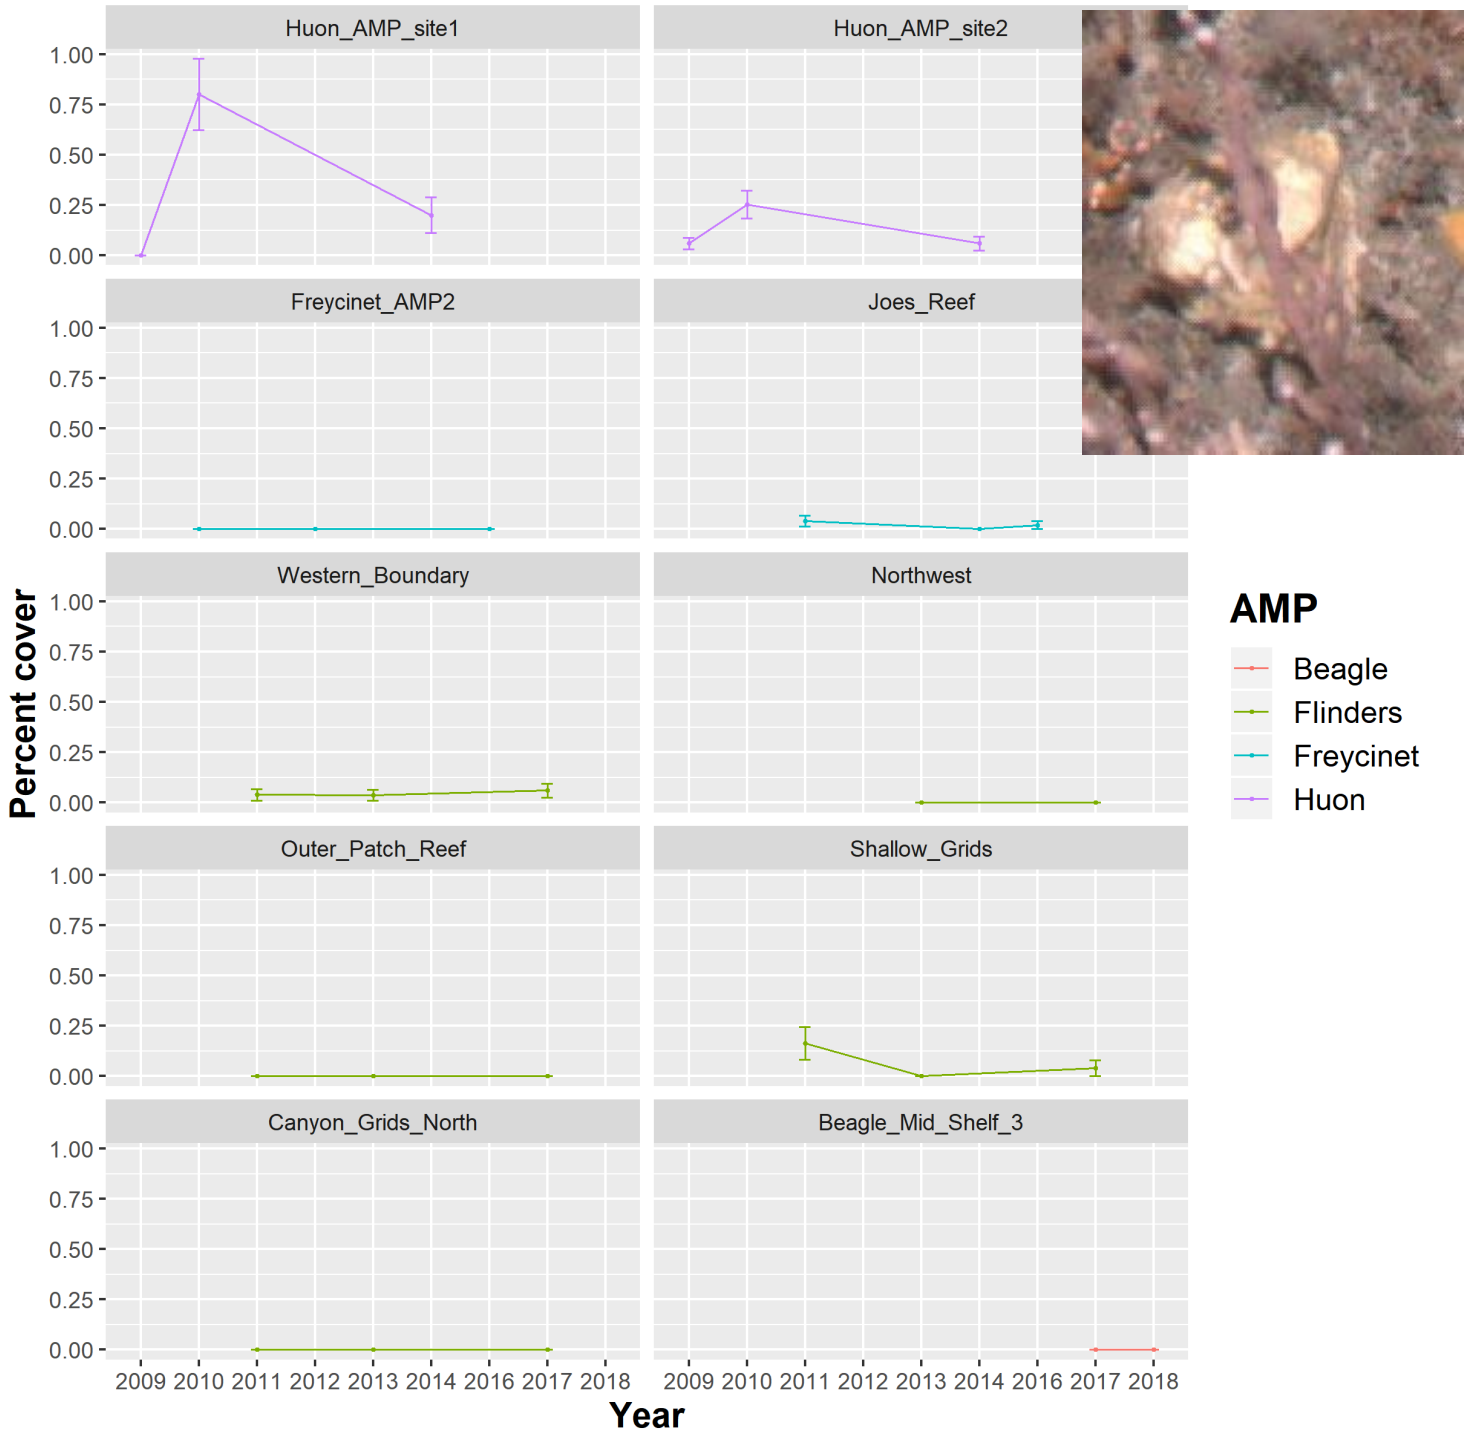 Huon_AMP_site1 Huon_AMP_site2
1.00
0.75
0.50
0.25
0.00
Freycinet_AMP2 Joes_Reef
1.00
0.75
0.50
0.25
0.00
Western_Boundary Northwest
1.00
0.75
0.50
0.25
0.00
Outer_Patch_Reef Shallow_Grids
1.00
0.75
0.50
0.25
0.00
Canyon_Grids_North Beagle_Mid_Shelf_3
1.00
0.75
0.50
0.25
0.00
2009 2010 2011 2012 2013 2014 2016 2017 2018 2009 2010 2011 2012 2013 2014 2016 2017 2018
Year
Percent cover
AMP
Beagle
Flinders
Freycinet
Huon